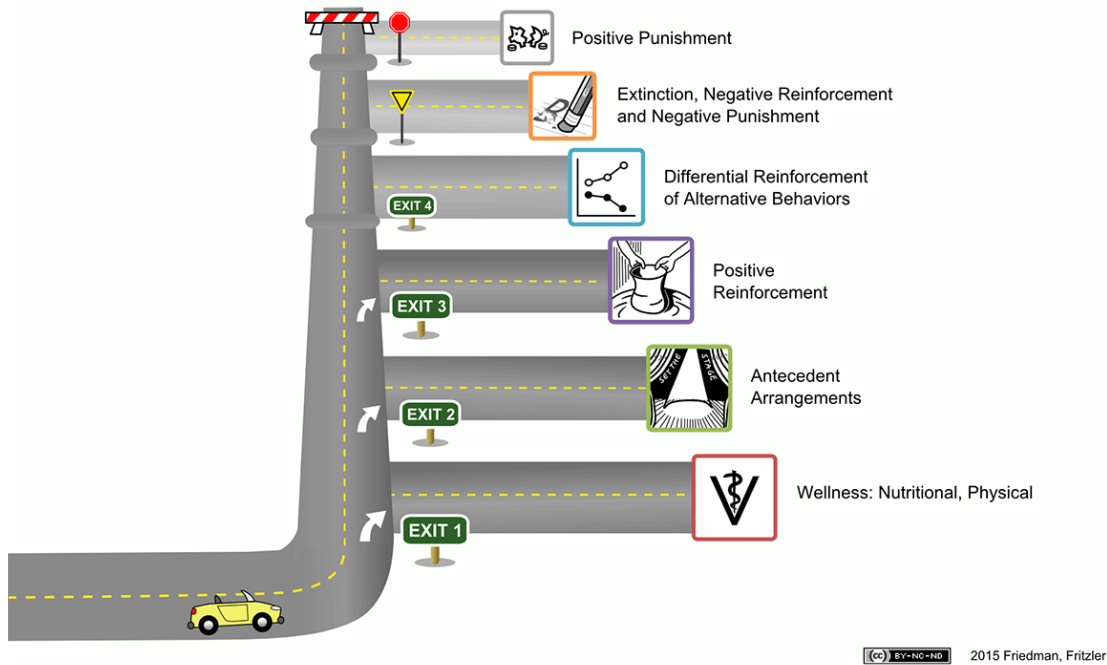 Positive Punishment
Extinction, Negative Reinforcement
and Negative Punishment
Differential Reinforcement
of Alternative Behaviors
EXIT 4
Positive
Reinforcement
EXIT 3
SET THE STAGE
Antecedent
Arrangements
EXIT 2
Wellness: Nutritional, Physical
EXIT 1
cc BY-NC-ND 2015 Friedman, Fritzler